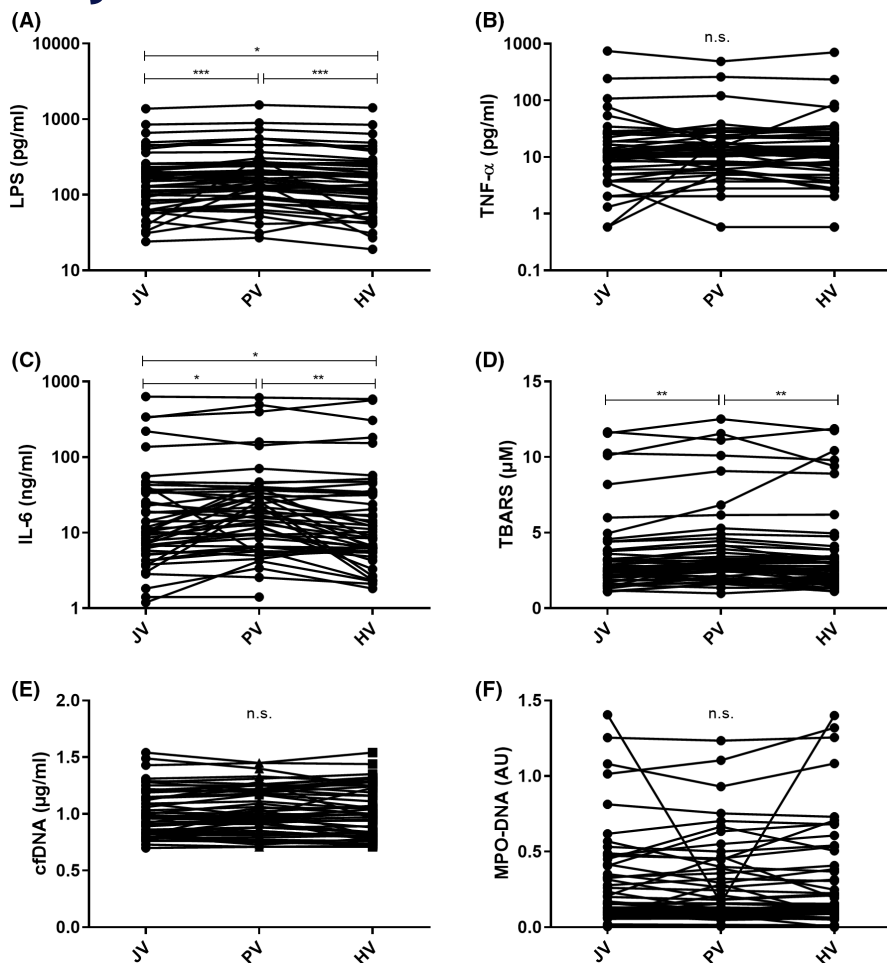 (A)
LPS (pg/ml)
10000
1000
100
10
*
***
***
JV
PV
HV
(B)
TNF-α (pg/ml)
1000
100
10
1
0.1
n.s.
JV
PV
HV
(C)
IL-6 (ng/ml)
1000
100
10
1
*
*
**
JV
PV
HV
(D)
TBARS (µM)
15
10
5
0
**
**
JV
PV
HV
(E)
cfDNA (µg/ml)
2.0
1.5
1.0
0.5
0.0
n.s.
JV
PV
HV
(F)
MPO-DNA (AU)
1.5
1.0
0.5
0.0
n.s.
JV
PV
HV